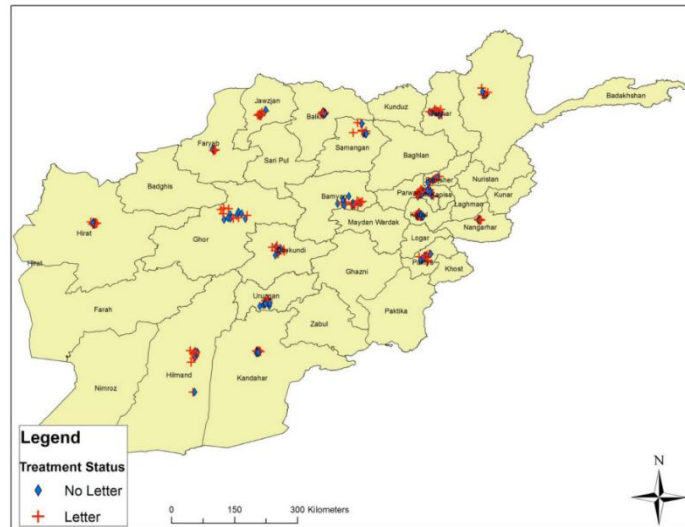 Jawzjan
Balkh
Kunduz
Badakhshan
Samangan
Faryab
Sari Pul
Baghlan
Badghis
Nuristan
Kunar
Laghman
Bamyan
Maydan Wardak
Hirat
Ghor
Nangarhar
Logar
Khost
Ghazni
Hirat
Farah
Uruzgan
Zabul
Paktika
Hilmand
Kandahar
Nimroz
Legend
Treatment Status
No Letter
Letter
N
0 150 300 Kilometers